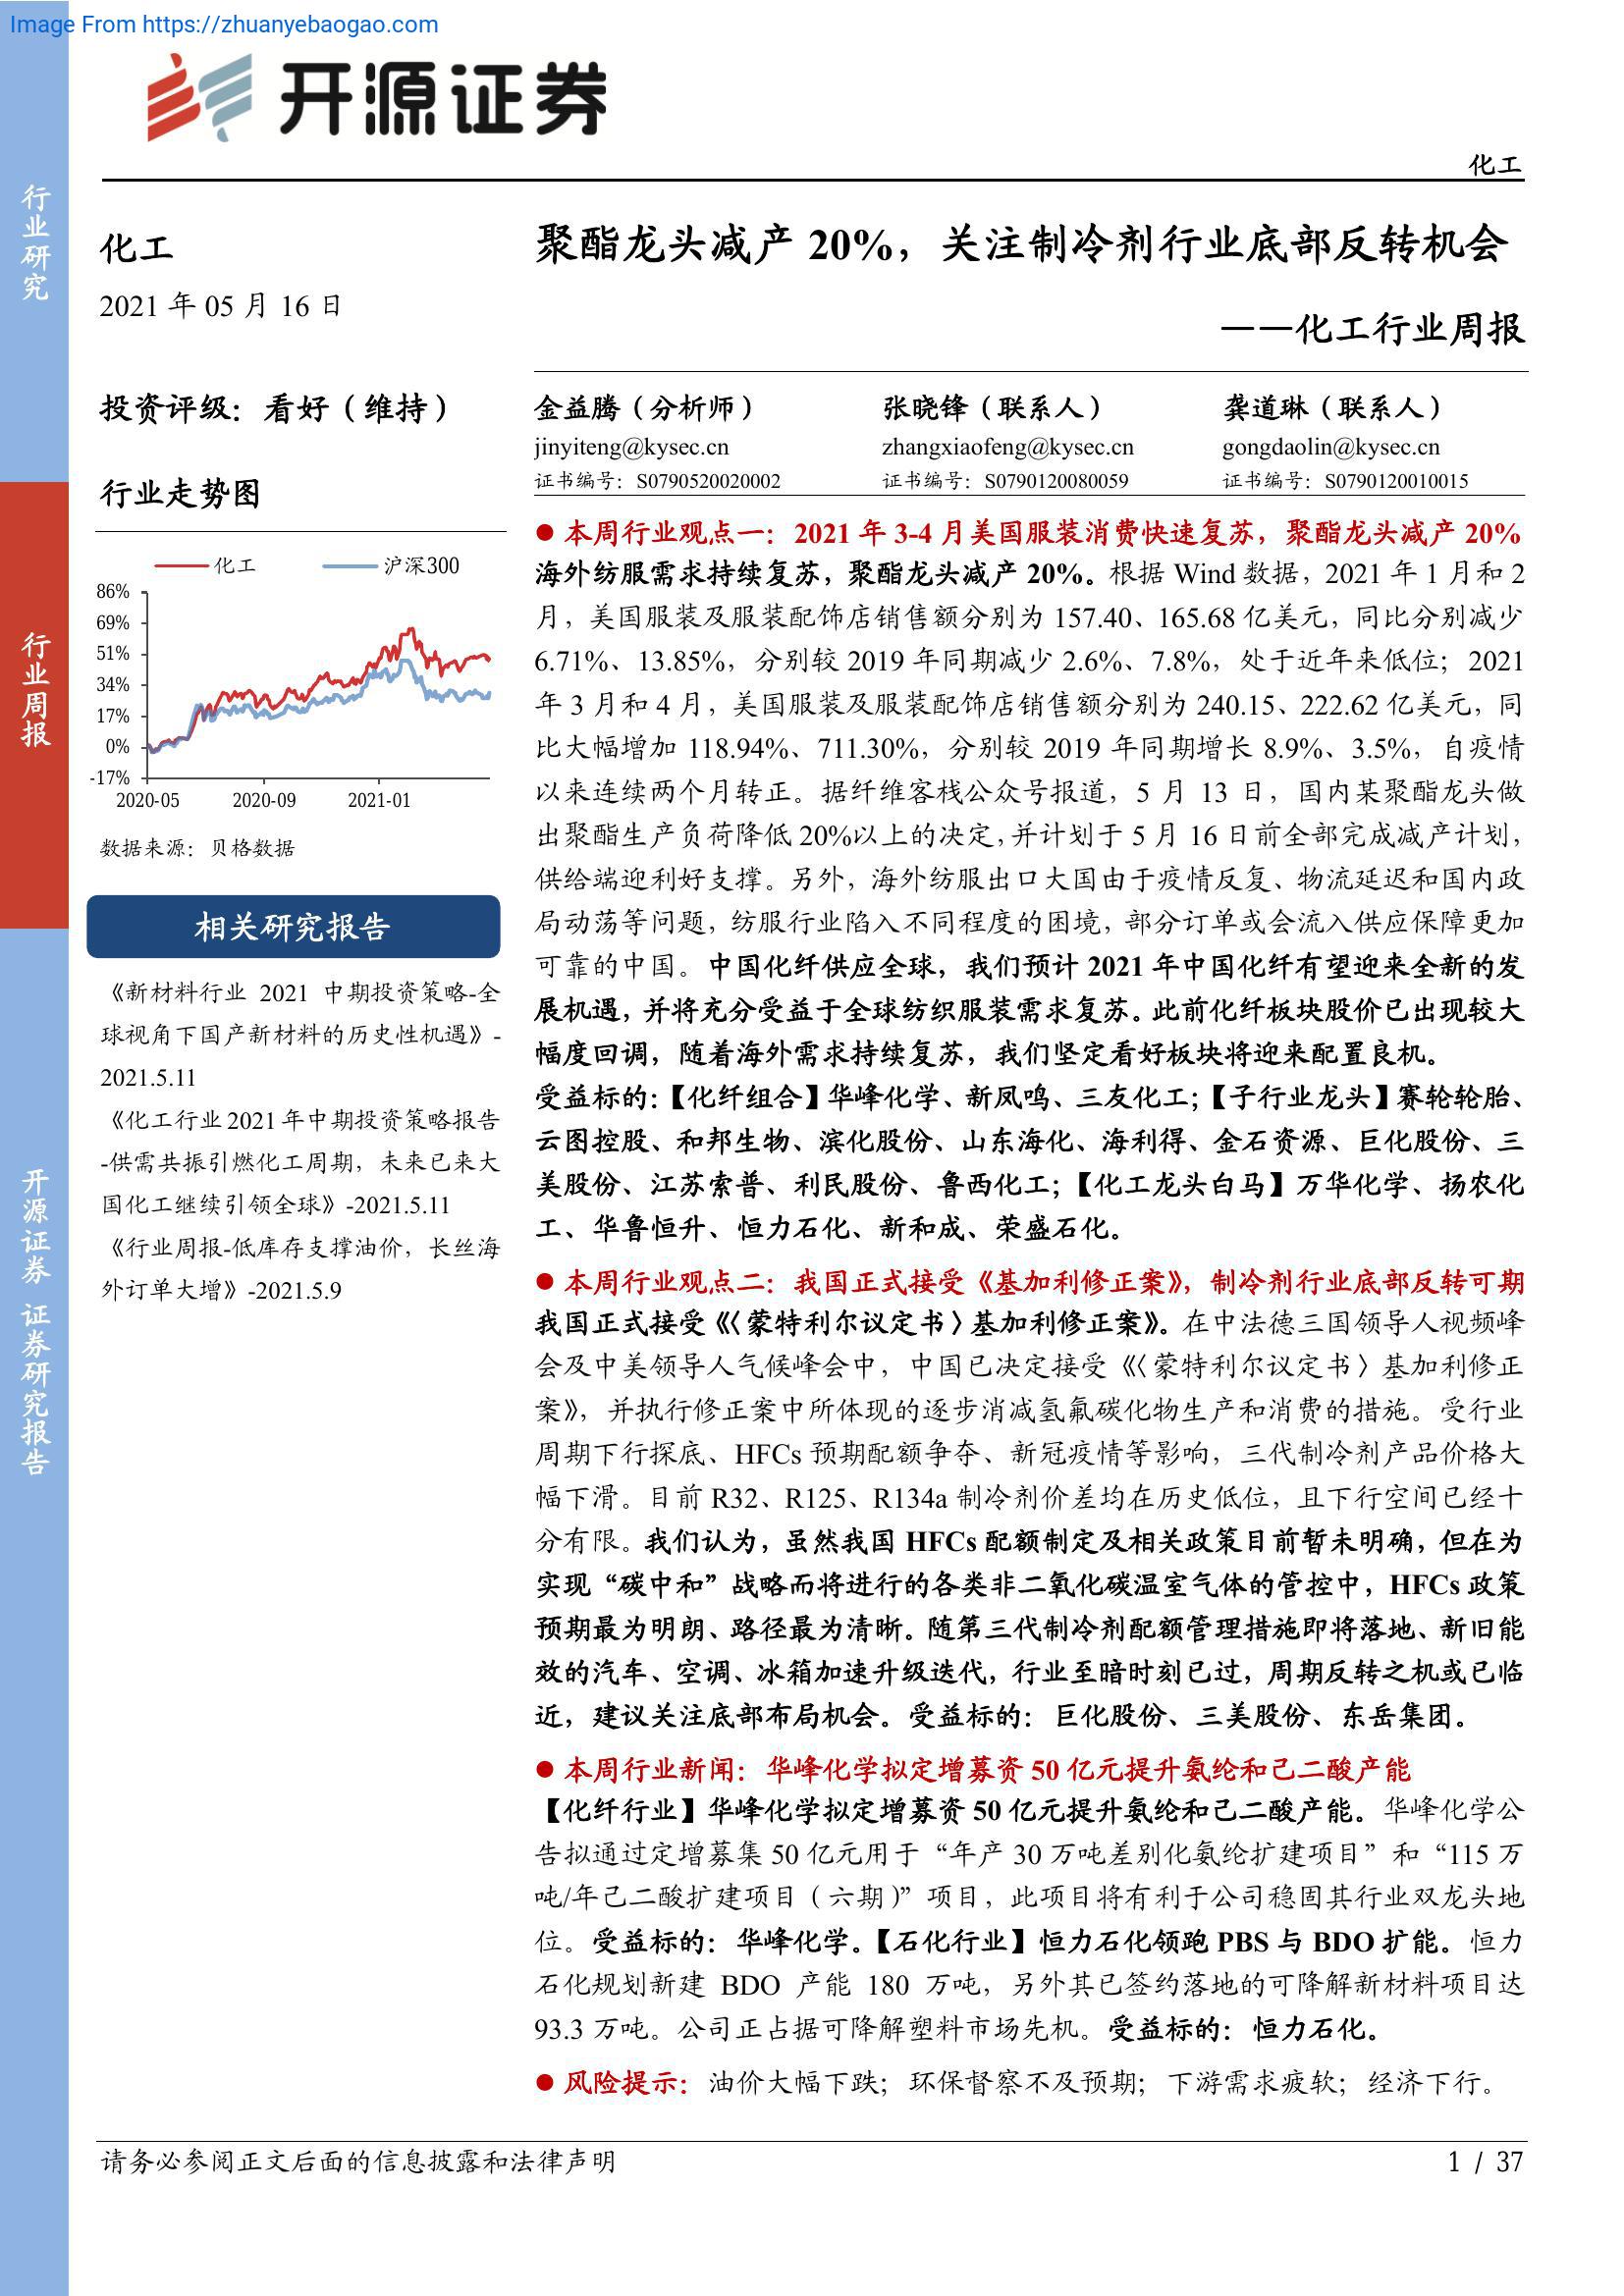 Image From https://zhuanyebaogao.com
开源证券
化工
行业研究
行业周报
开源证券 证券研究报告
化工
2021 年 05 月 16 日
投资评级：看好（维持）
行业走势图
化工 沪深300
86%
69%
51%
34%
17%
0%
-17%
2020-05 2020-09 2021-01
数据来源：贝格数据
相关研究报告
《新材料行业 2021 中期投资策略-全
球视角下国产新材料的历史性机遇》-
2021.5.11
《化工行业 2021 年中期投资策略报告
-供需共振引燃化工周期，未来已来大
国化工继续引领全球》-2021.5.11
《行业周报-低库存支撑油价，长丝海
外订单大增》-2021.5.9
聚酯龙头减产 20%，关注制冷剂行业底部反转机会
——化工行业周报
金益腾（分析师） 张晓锋（联系人） 龚道琳（联系人）
jinyiteng@kysec.cn zhangxiaofeng@kysec.cn gongdaolin@kysec.cn
证书编号：S0790520020002 证书编号：S0790120080059 证书编号：S0790120010015
● 本周行业观点一：2021 年 3-4 月美国服装消费快速复苏，聚酯龙头减产 20%
海外纺服需求持续复苏，聚酯龙头减产 20%。根据 Wind 数据，2021 年 1 月和 2
月，美国服装及服装配饰店销售额分别为 157.40、165.68 亿美元，同比分别减少
6.71%、13.85%，分别较 2019 年同期减少 2.6%、7.8%，处于近年来低位；2021
年 3 月和 4 月，美国服装及服装配饰店销售额分别为 240.15、222.62 亿美元，同
比大幅增加 118.94%、711.30%，分别较 2019 年同期增长 8.9%、3.5%，自疫情
以来连续两个月转正。据纤维客栈公众号报道，5 月 13 日，国内某聚酯龙头做
出聚酯生产负荷降低 20%以上的决定，并计划于 5 月 16 日前全部完成减产计划，
供给端迎利好支撑。另外，海外纺服出口大国由于疫情反复、物流延迟和国内政
局动荡等问题，纺服行业陷入不同程度的困境，部分订单或会流入供应保障更加
可靠的中国。中国化纤供应全球，我们预计 2021 年中国化纤有望迎来全新的发
展机遇，并将充分受益于全球纺织服装需求复苏。此前化纤板块股价已出现较大
幅度回调，随着海外需求持续复苏，我们坚定看好板块将迎来配置良机。
受益标的：【化纤组合】华峰化学、新凤鸣、三友化工；【子行业龙头】赛轮轮胎、
云图控股、和邦生物、滨化股份、山东海化、海利得、金石资源、巨化股份、三
美股份、江苏索普、利民股份、鲁西化工；【化工龙头白马】万华化学、扬农化
工、华鲁恒升、恒力石化、新和成、荣盛石化。
● 本周行业观点二：我国正式接受《基加利修正案》，制冷剂行业底部反转可期
我国正式接受《〈蒙特利尔议定书〉基加利修正案》。在中法德三国领导人视频峰
会及中美领导人气候峰会中，中国已决定接受《〈蒙特利尔议定书〉基加利修正
案》，并执行修正案中所体现的逐步消减氢氟碳化物生产和消费的措施。受行业
周期下行探底、HFCs 预期配额争夺、新冠疫情等影响，三代制冷剂产品价格大
幅下滑。目前 R32、R125、R134a 制冷剂价差均在历史低位，且下行空间已经十
分有限。我们认为，虽然我国 HFCs 配额制定及相关政策目前暂未明确，但在为
实现“碳中和”战略而将进行的各类非二氧化碳温室气体的管控中，HFCs 政策
预期最为明朗、路径最为清晰。随第三代制冷剂配额管理措施即将落地、新旧能
效的汽车、空调、冰箱加速升级迭代，行业至暗时刻已过，周期反转之机或已临
近，建议关注底部布局机会。受益标的：巨化股份、三美股份、东岳集团。
● 本周行业新闻：华峰化学拟定增募资 50 亿元提升氨纶和己二酸产能
【化纤行业】华峰化学拟定增募资 50 亿元提升氨纶和己二酸产能。华峰化学公
告拟通过定增募集 50 亿元用于“年产 30 万吨差别化氨纶扩建项目”和“115 万
吨/年己二酸扩建项目（六期）”项目，此项目将有利于公司稳固其行业双龙头地
位。受益标的：华峰化学。【石化行业】恒力石化领跑 PBS 与 BDO 扩能。恒力
石化规划新建 BDO 产能 180 万吨，另外其已签约落地的可降解新材料项目达
93.3 万吨。公司正占据可降解塑料市场先机。受益标的：恒力石化。
● 风险提示：油价大幅下跌；环保督察不及预期；下游需求疲软；经济下行。
请务必参阅正文后面的信息披露和法律声明
1 / 37